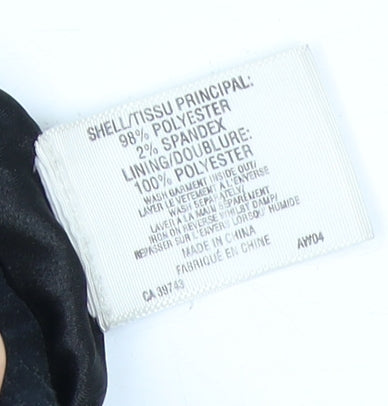 SHELL/TISSU PRINCIPAL:
98% POLYESTER
2% SPANDEX
LINING/DOUBLURE:
100% POLYESTER
WASH GARMENT INSIDE OUT/
LAVER LE VETEMENT A L'ENVERSE
WASH SEPARATELY/
LAVER A LA MAIN SEPAREMENT
IRON ON REVERSE WHILST DAMP/
REPASSER SUR L'ENVERS LORSQU' HUMIDE
MADE IN CHINA
FABRIQUÉ EN CHINE
CA 39743
AW04